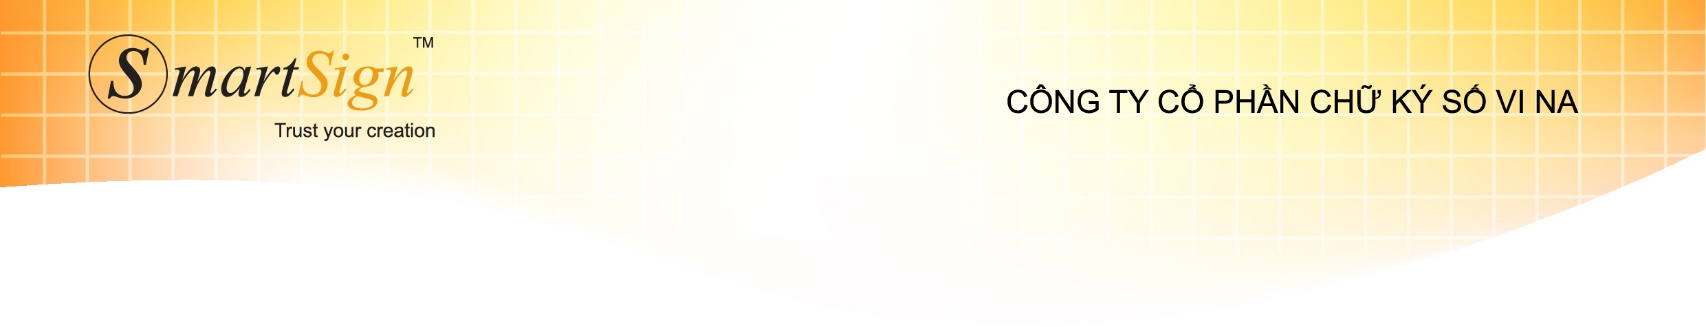 SmartSign™
Trust your creation
CÔNG TY CỔ PHẦN CHỮ KÝ SỐ VI NA